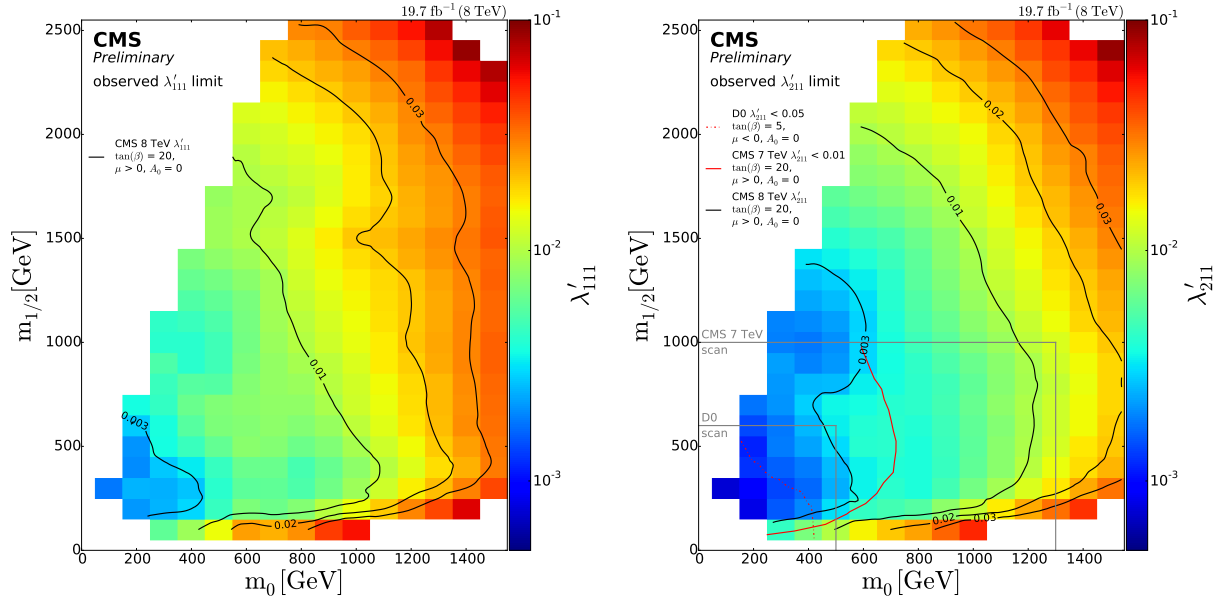 19.7 fb⁻¹ (8 TeV)
CMS
Preliminary
observed λ′₁₁₁ limit
CMS 8 TeV λ′₁₁₁
tan(β) = 20,
μ > 0, A₀ = 0
0.03
0.01
0.003
0.02
2500
2000
1500
1000
500
0
m₁/₂ [GeV]
0 200 400 600 800 1000 1200 1400
m₀ [GeV]
10⁻¹
10⁻²
10⁻³
λ′₁₁₁
19.7 fb⁻¹ (8 TeV)
CMS
Preliminary
observed λ′₂₁₁ limit
D0 λ′₂₁₁ < 0.05
tan(β) = 5,
μ < 0, A₀ = 0
CMS 7 TeV λ′₂₁₁ < 0.01
tan(β) = 20,
μ > 0, A₀ = 0
CMS 8 TeV λ′₂₁₁
tan(β) = 20,
μ > 0, A₀ = 0
0.02
0.01
0.03
0.003
CMS 7 TeV
scan
D0
scan
0.02
0.03
2500
2000
1500
1000
500
0
m₁/₂ [GeV]
0 200 400 600 800 1000 1200 1400
m₀ [GeV]
10⁻¹
10⁻²
10⁻³
λ′₂₁₁